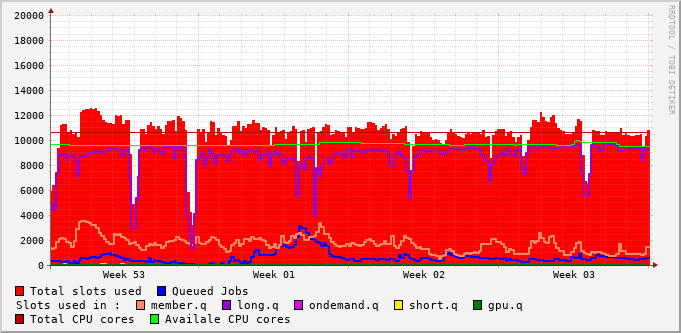 20000
18000
16000
14000
12000
10000
8000
6000
4000
2000
0
Week 53 Week 01 Week 02 Week 03
RRDTOOL / TOBI OETIKER
Total slots used Queued Jobs
Slots used in : member.q long.q ondemand.q short.q gpu.q
Total CPU cores Availale CPU cores